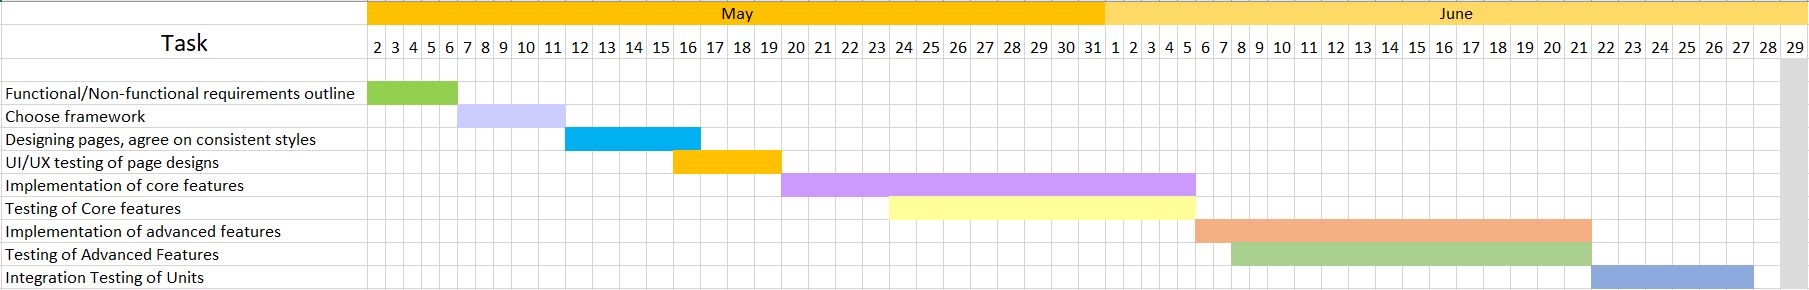 May June
Task 2 3 4 5 6 7 8 9 10 11 12 13 14 15 16 17 18 19 20 21 22 23 24 25 26 27 28 29 30 31 1 2 3 4 5 6 7 8 9 10 11 12 13 14 15 16 17 18 19 20 21 22 23 24 25 26 27 28 29
Functional/Non-functional requirements outline
Choose framework
Designing pages, agree on consistent styles
UI/UX testing of page designs
Implementation of core features
Testing of Core features
Implementation of advanced features
Testing of Advanced Features
Integration Testing of Units